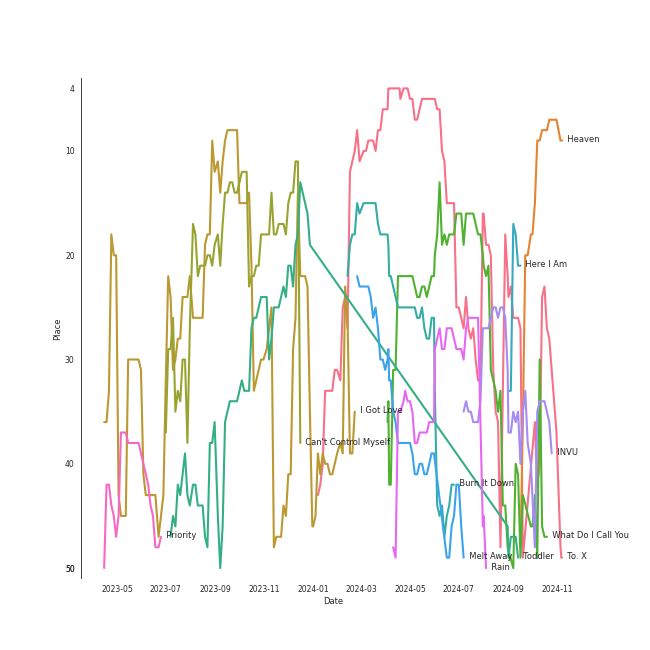 4
10
20
30
40
50
Place
Heaven
Here I Am
I Got Love
Can't Control Myself
INVU
Burn It Down
Priority
What Do I Call You
Melt Away
Toddler
To. X
Rain
2023-05
2023-07
2023-09
2023-11
2024-01
2024-03
2024-05
2024-07
2024-09
2024-11
Date